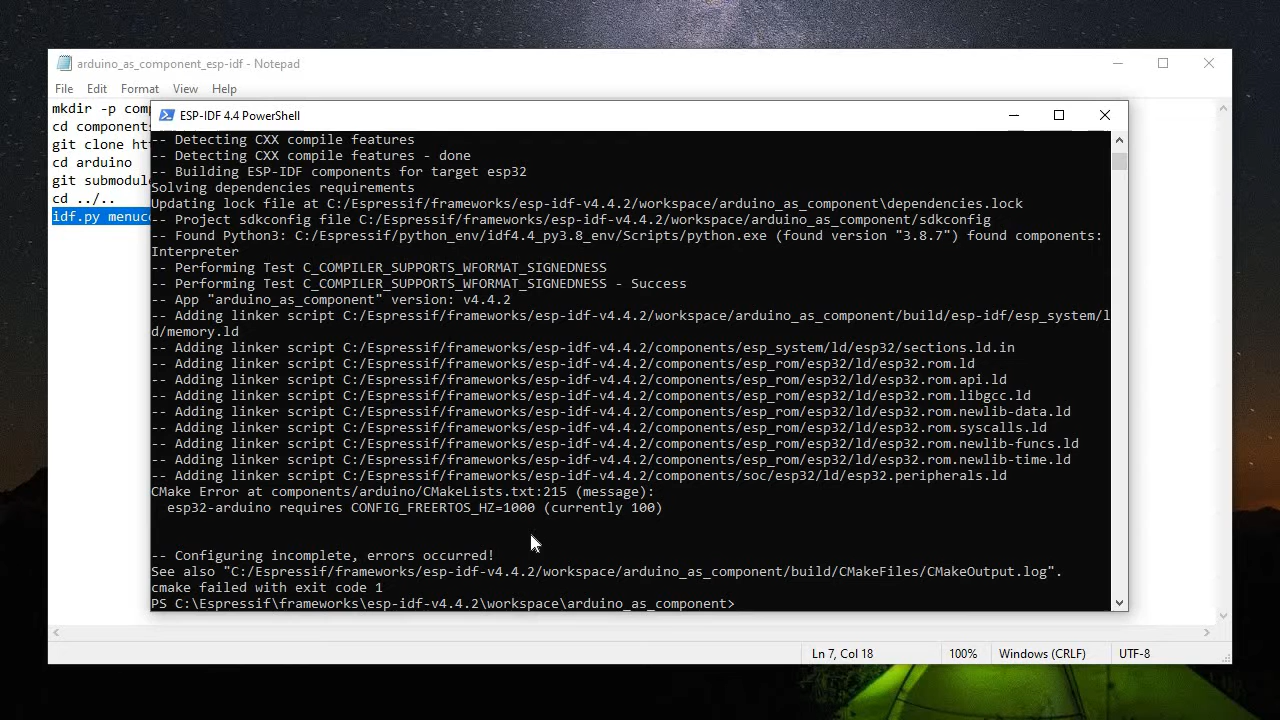 arduino_as_component_esp-idf - Notepad
File Edit Format View Help
mkdir -p com
cd component
git clone ht
cd arduino
git submodul
cd ../..
idf.py menuc
ESP-IDF 4.4 PowerShell
-- Detecting CXX compile features
-- Detecting CXX compile features - done
-- Building ESP-IDF components for target esp32
Solving dependencies requirements
Updating lock file at C:/Espressif/frameworks/esp-idf-v4.4.2/workspace/arduino_as_component\dependencies.lock
-- Project sdkconfig file C:/Espressif/frameworks/esp-idf-v4.4.2/workspace/arduino_as_component/sdkconfig
-- Found Python3: C:/Espressif/python_env/idf4.4_py3.8_env/Scripts/python.exe (found version "3.8.7") found components:
Interpreter
-- Performing Test C_COMPILER_SUPPORTS_WFORMAT_SIGNEDNESS
-- Performing Test C_COMPILER_SUPPORTS_WFORMAT_SIGNEDNESS - Success
-- App "arduino_as_component" version: v4.4.2
-- Adding linker script C:/Espressif/frameworks/esp-idf-v4.4.2/workspace/arduino_as_component/build/esp-idf/esp_system/l
d/memory.ld
-- Adding linker script C:/Espressif/frameworks/esp-idf-v4.4.2/components/esp_system/ld/esp32/sections.ld.in
-- Adding linker script C:/Espressif/frameworks/esp-idf-v4.4.2/components/esp_rom/esp32/ld/esp32.rom.ld
-- Adding linker script C:/Espressif/frameworks/esp-idf-v4.4.2/components/esp_rom/esp32/ld/esp32.rom.api.ld
-- Adding linker script C:/Espressif/frameworks/esp-idf-v4.4.2/components/esp_rom/esp32/ld/esp32.rom.libgcc.ld
-- Adding linker script C:/Espressif/frameworks/esp-idf-v4.4.2/components/esp_rom/esp32/ld/esp32.rom.newlib-data.ld
-- Adding linker script C:/Espressif/frameworks/esp-idf-v4.4.2/components/esp_rom/esp32/ld/esp32.rom.syscalls.ld
-- Adding linker script C:/Espressif/frameworks/esp-idf-v4.4.2/components/esp_rom/esp32/ld/esp32.rom.newlib-funcs.ld
-- Adding linker script C:/Espressif/frameworks/esp-idf-v4.4.2/components/esp_rom/esp32/ld/esp32.rom.newlib-time.ld
-- Adding linker script C:/Espressif/frameworks/esp-idf-v4.4.2/components/soc/esp32/ld/esp32.peripherals.ld
CMake Error at components/arduino/CMakeLists.txt:215 (message):
esp32-arduino requires CONFIG_FREERTOS_HZ=1000 (currently 100)
-- Configuring incomplete, errors occurred!
See also "C:/Espressif/frameworks/esp-idf-v4.4.2/workspace/arduino_as_component/build/CMakeFiles/CMakeOutput.log".
cmake failed with exit code 1
PS C:\Espressif\frameworks\esp-idf-v4.4.2\workspace\arduino_as_component>
Ln 7, Col 18 100% Windows (CRLF) UTF-8